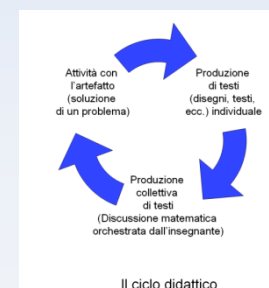 Attività con
l'artefatto
(soluzione
di un problema)
Produzione
di testi
(disegni, testi,
ecc.) individuale
Produzione
collettiva
di testi
(Discussione matematica
orchestrata dall'insegnante)
Il ciclo didattico